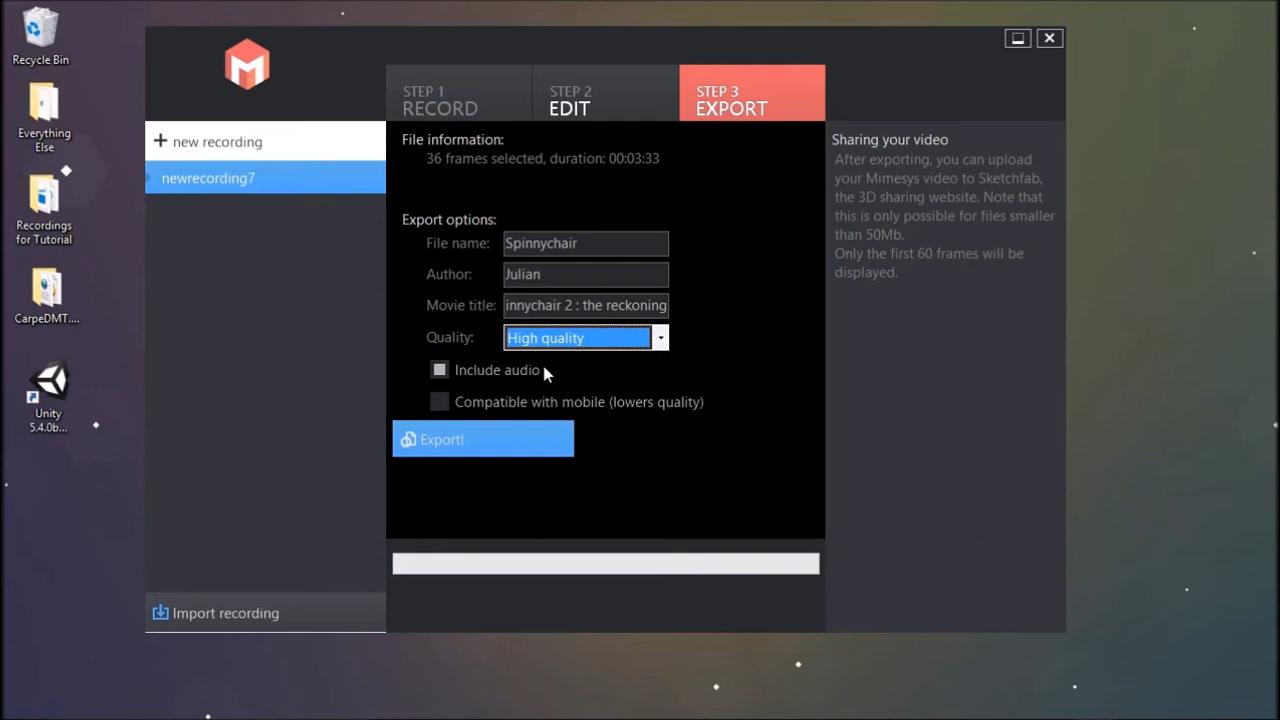 Recycle Bin
Everything
Else
Recordings
for Tutorial
CarpeDMT....
Unity
5.4.0b...
M
STEP 1
RECORD
STEP 2
EDIT
STEP 3
EXPORT
+ new recording
newrecording7
Import recording
File information:
36 frames selected, duration: 00:03:33
Export options:
File name: Spinnychair
Author: Julian
Movie title: innychair 2 : the reckoning
Quality: High quality
Include audio
Compatible with mobile (lowers quality)
Export!
Sharing your video
After exporting, you can upload
your Mimesys video to Sketchfab,
the 3D sharing website. Note that
this is only possible for files smaller
than 50Mb.
Only the first 60 frames will be
displayed.